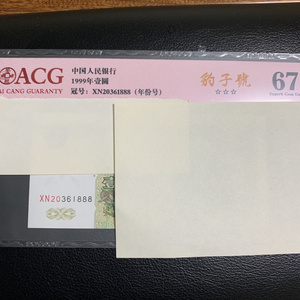 ACG
AI CANG GUARANTY
中国人民银行
1999年壹圆
冠号：XN20361888（年份号）
豹子號
☆☆☆
67
XN20361888